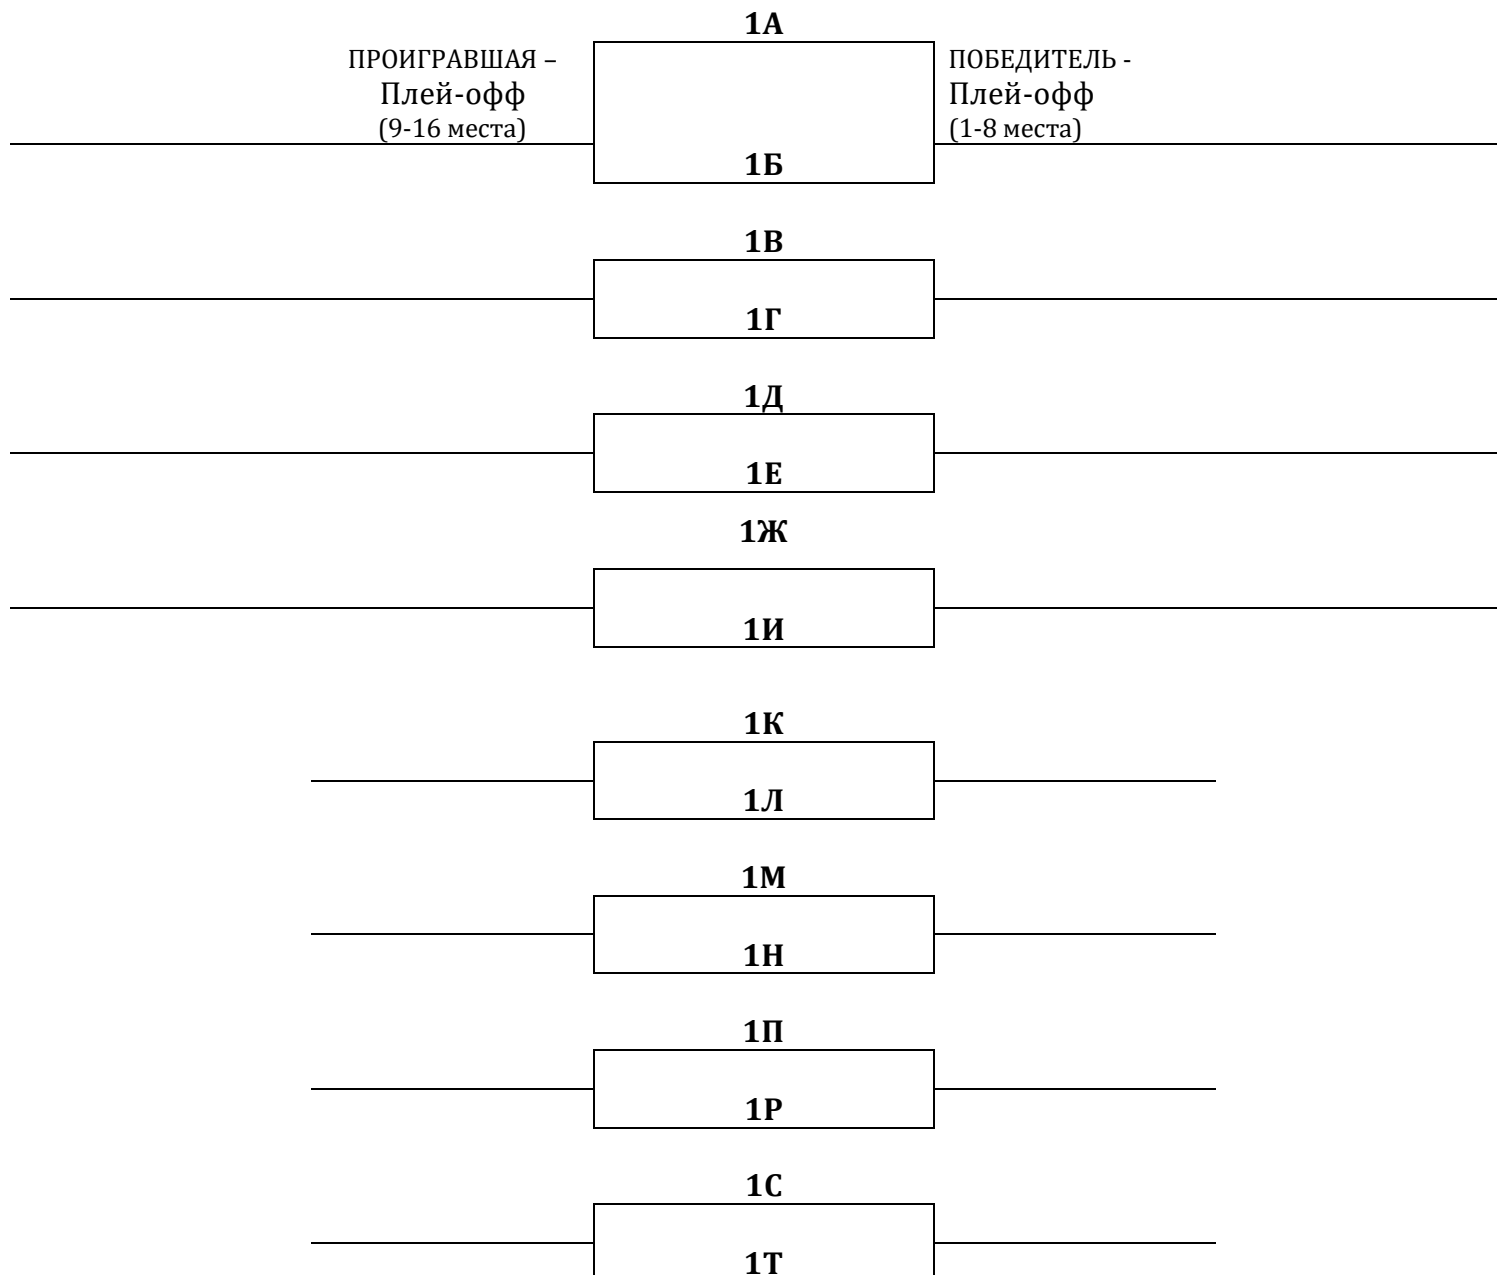 1А
ПРОИГРАВШАЯ –
Плей-офф
(9-16 места)
ПОБЕДИТЕЛЬ -
Плей-офф
(1-8 места)
1Б
1В
1Г
1Д
1Е
1Ж
1И
1К
1Л
1М
1Н
1П
1Р
1С
1Т